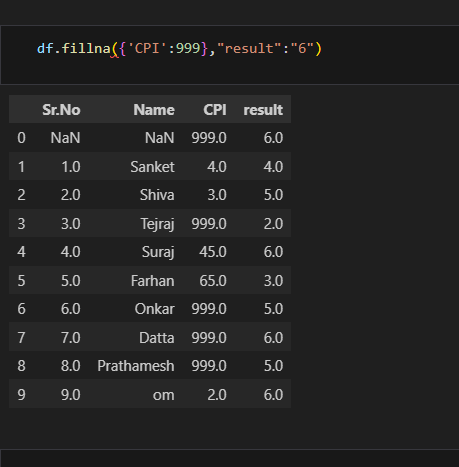 df.fillna({'CPI':999},"result":"6")
Sr.No Name CPI result
0 NaN NaN 999.0 6.0
1 1.0 Sanket 4.0 4.0
2 2.0 Shiva 3.0 5.0
3 3.0 Tejraj 999.0 2.0
4 4.0 Suraj 45.0 6.0
5 5.0 Farhan 65.0 3.0
6 6.0 Onkar 999.0 5.0
7 7.0 Datta 999.0 6.0
8 8.0 Prathamesh 999.0 5.0
9 9.0 om 2.0 6.0